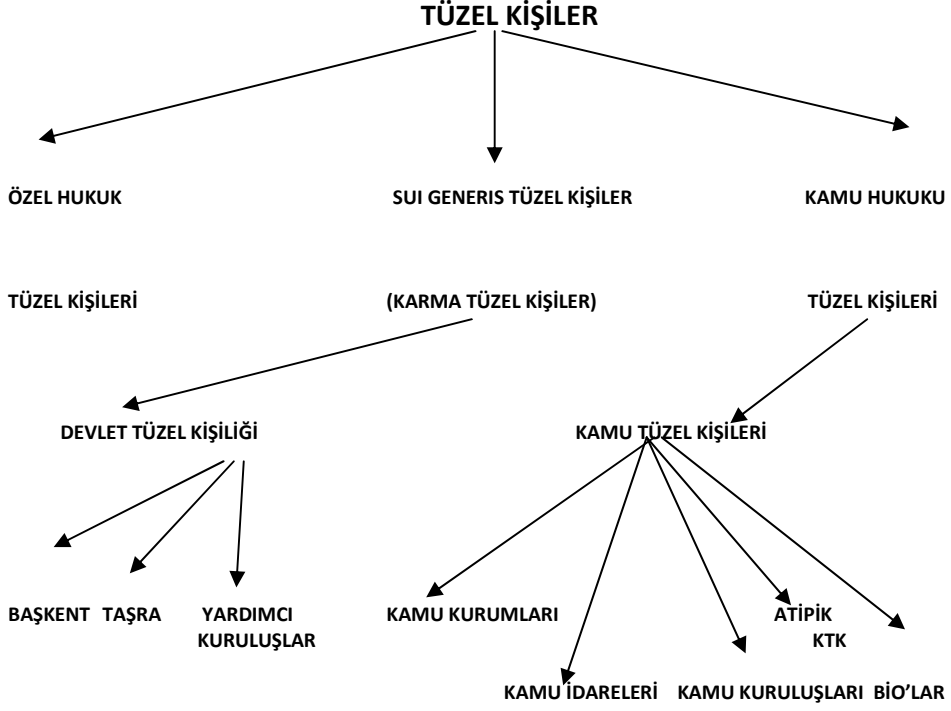 TÜZEL KİŞİLER
ÖZEL HUKUK SUI GENERIS TÜZEL KİŞİLER KAMU HUKUKU
TÜZEL KİŞİLERİ (KARMA TÜZEL KİŞİLER) TÜZEL KİŞİLERİ
DEVLET TÜZEL KİŞİLİĞİ KAMU TÜZEL KİŞİLERİ
BAŞKENT TAŞRA YARDIMCI KAMU KURUMLARI ATİPİK
KURULUŞLAR KTK
KAMU İDARELERİ KAMU KURULUŞLARI BİO'LAR